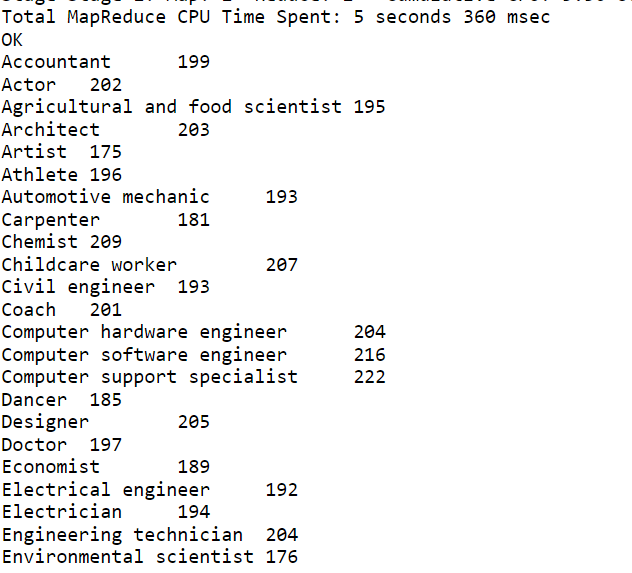 Total MapReduce CPU Time Spent: 5 seconds 360 msec
OK
Accountant	199
Actor	202
Agricultural and food scientist	195
Architect	203
Artist	175
Athlete	196
Automotive mechanic	193
Carpenter	181
Chemist	209
Childcare worker	207
Civil engineer	193
Coach	201
Computer hardware engineer	204
Computer software engineer	216
Computer support specialist	222
Dancer	185
Designer	205
Doctor	197
Economist	189
Electrical engineer	192
Electrician	194
Engineering technician	204
Environmental scientist	176